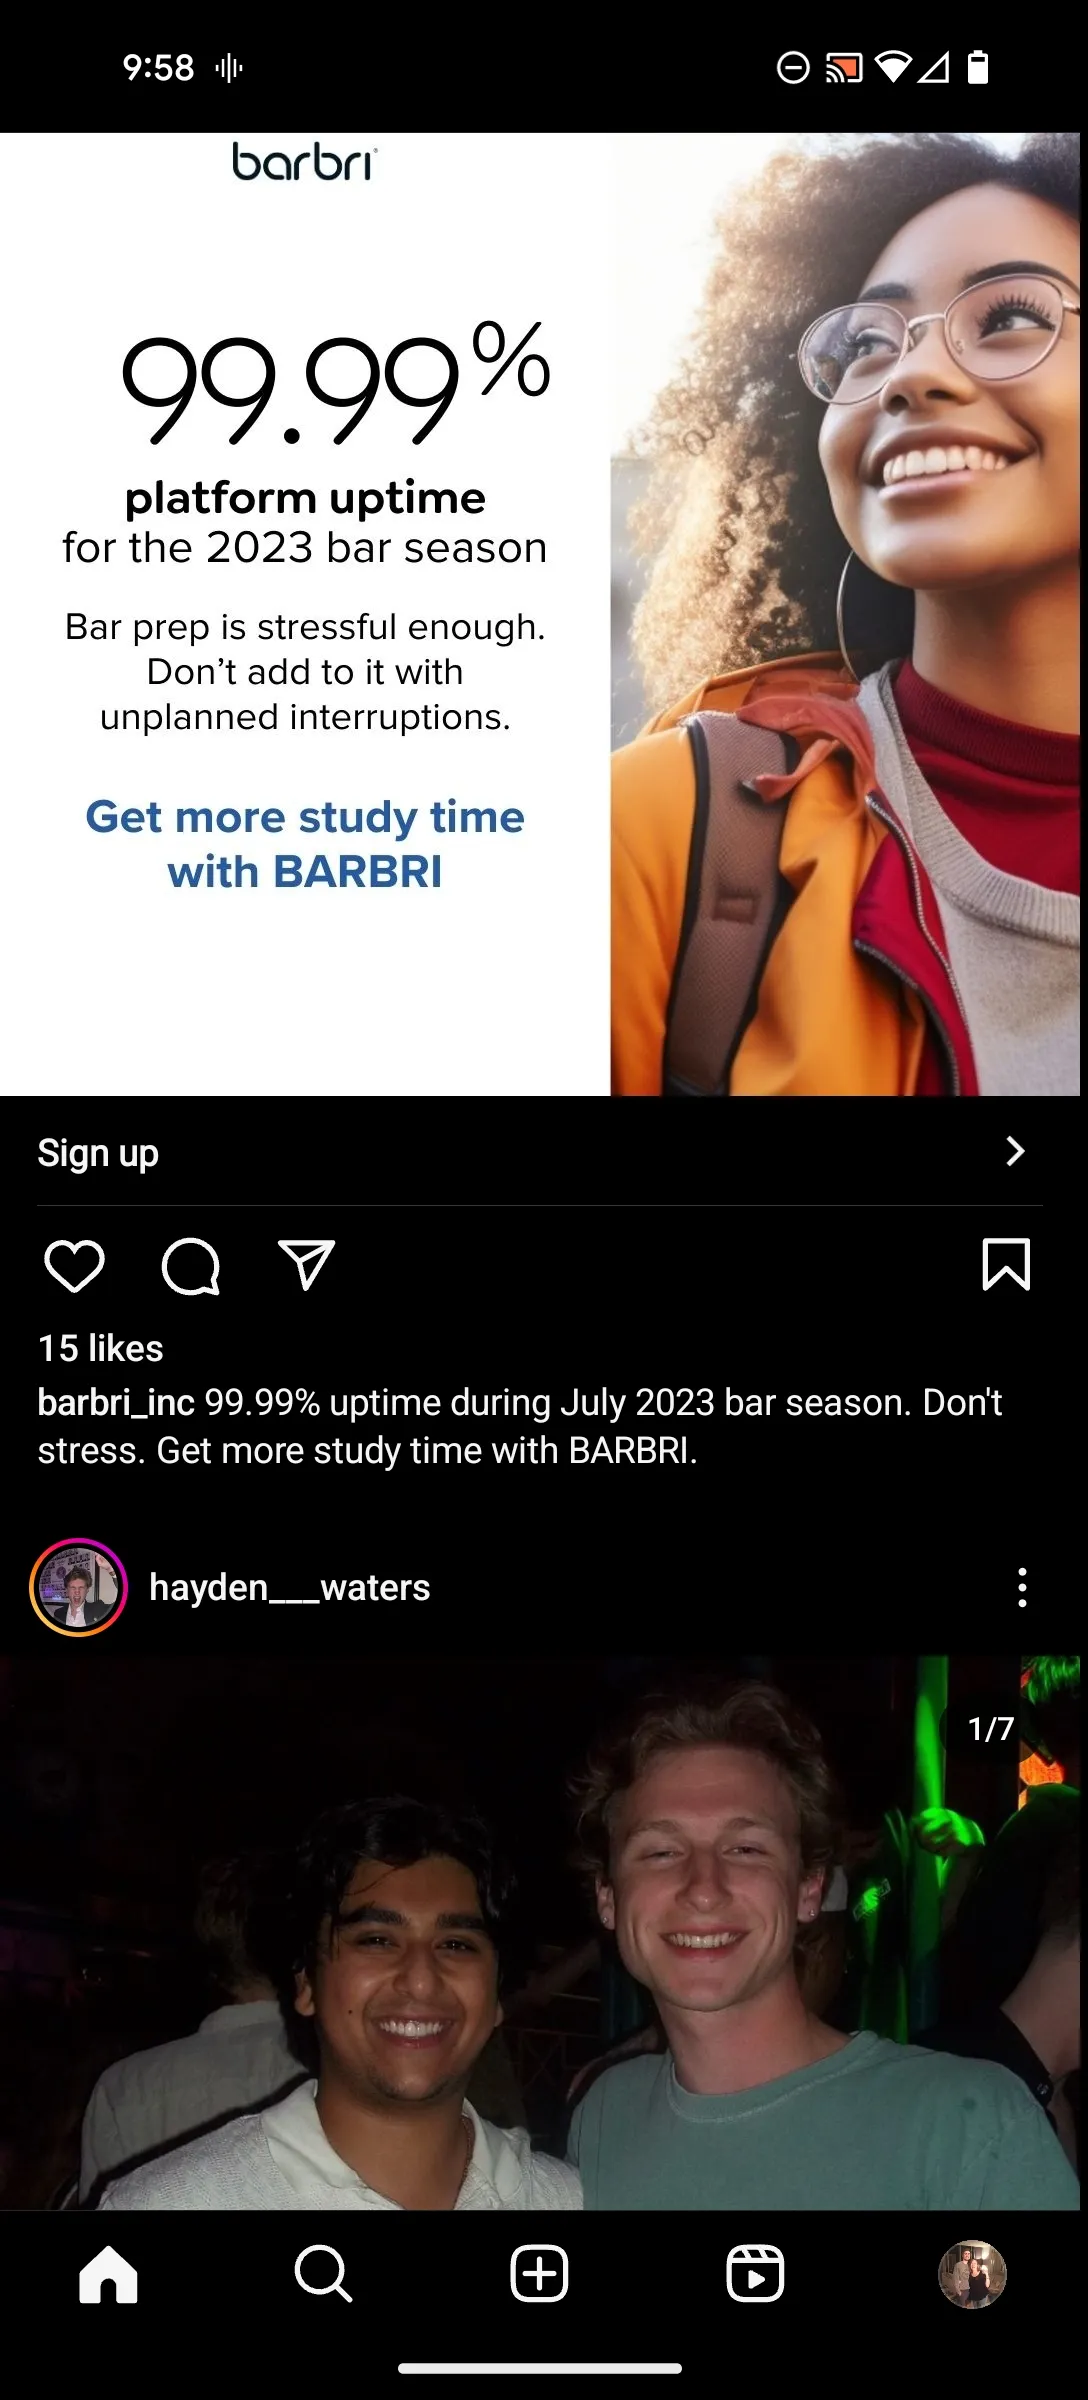 9:58
barbri
99.99%
platform uptime
for the 2023 bar season
Bar prep is stressful enough.
Don’t add to it with
unplanned interruptions.
Get more study time
with BARBRI
Sign up
15 likes
barbri_inc 99.99% uptime during July 2023 bar season. Don't
stress. Get more study time with BARBRI.
hayden___waters
1/7